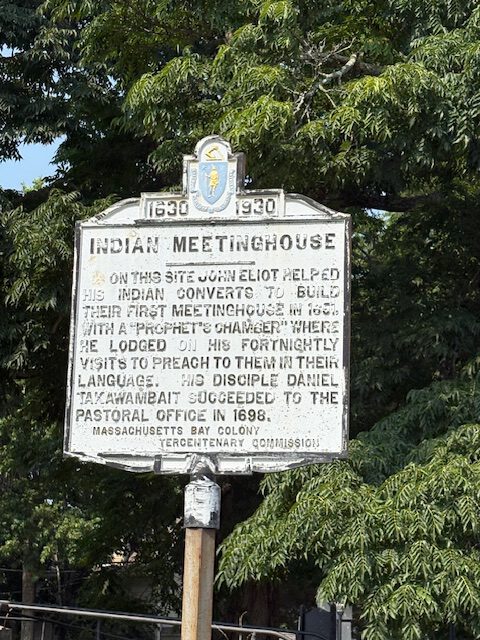 1630 1930
INDIAN MEETINGHOUSE
ON THIS SITE JOHN ELIOT HELPED
HIS INDIAN CONVERTS TO BUILD
THEIR FIRST MEETINGHOUSE IN 1651,
WITH A "PROPHET'S CHAMBER" WHERE
HE LODGED ON HIS FORTNIGHTLY
VISITS TO PREACH TO THEM IN THEIR
LANGUAGE. HIS DISCIPLE DANIEL
TAKAWAMBAIT SUCCEEDED TO THE
PASTORAL OFFICE IN 1698.
MASSACHUSETTS BAY COLONY
TERCENTENARY COMMISSION